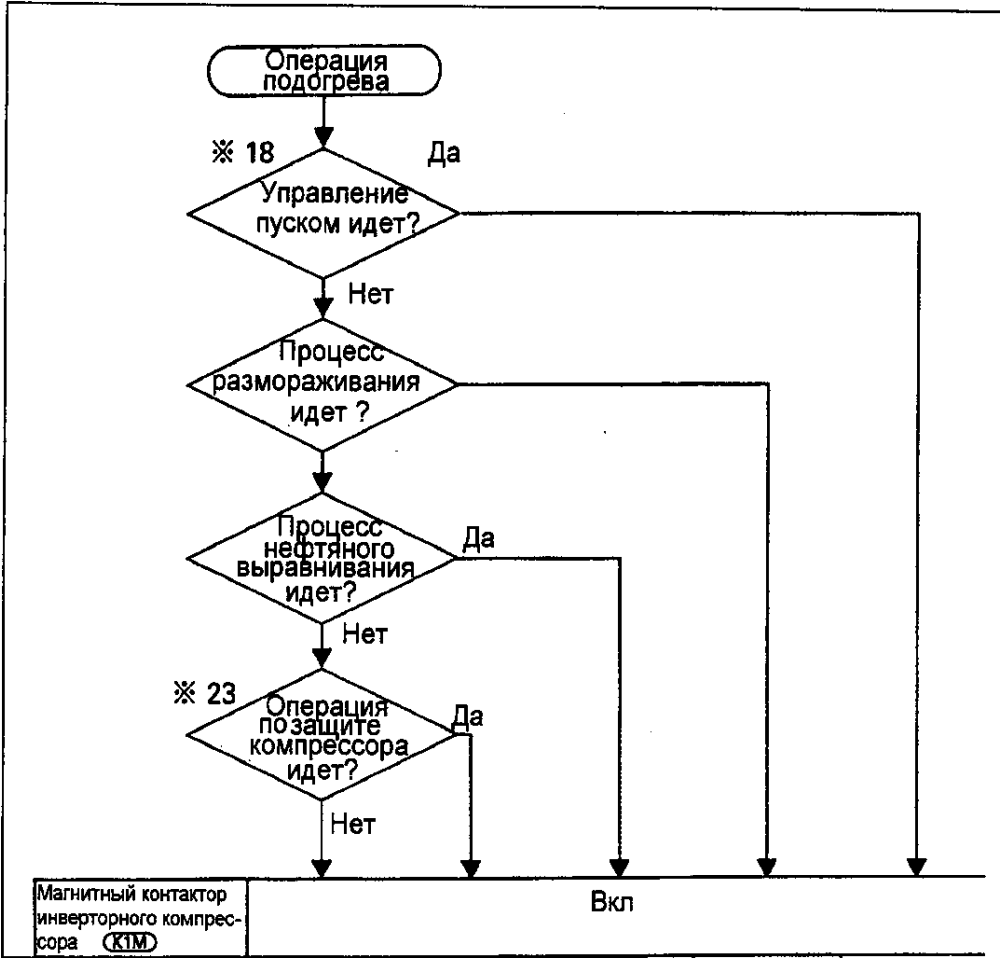 Операция
подогрева
※ 18
Да
Управление
пуском идет?
Нет
Процесс
размораживания
идет ?
Процесс
нефтяного
выравнивания
идет?
Да
Нет
※ 23
Операция
по защите
компрессора
идет?
Да
Нет
Магнитный контактор
инверторного компрес-
сора K1M
Вкл